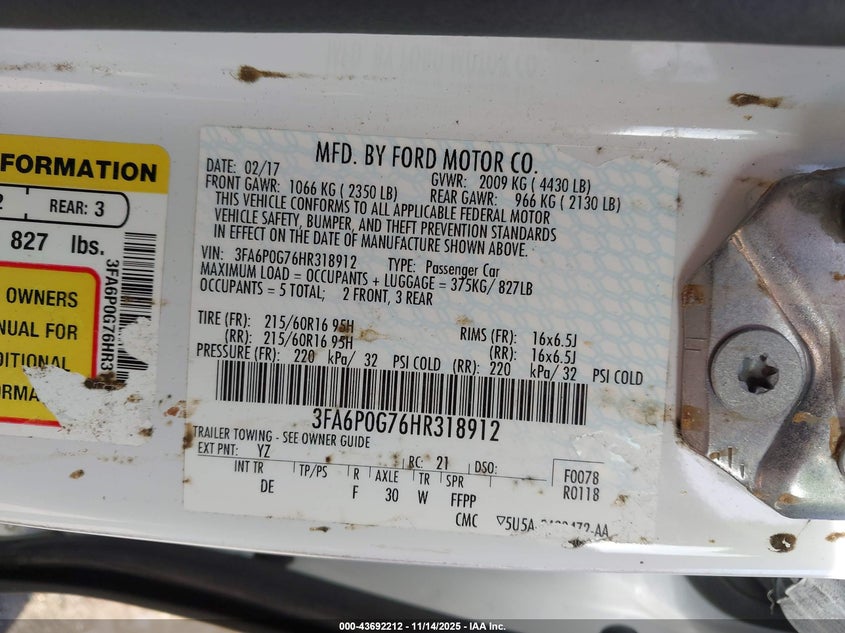 MFD. BY FORD MOTOR CO.
DATE: 02/17 GVWR: 2009 KG ( 4430 LB)
FRONT GAWR: 1066 KG ( 2350 LB) REAR GAWR: 966 KG ( 2130 LB)
THIS VEHICLE CONFORMS TO ALL APPLICABLE FEDERAL MOTOR
VEHICLE SAFETY, BUMPER, AND THEFT PREVENTION STANDARDS
IN EFFECT ON THE DATE OF MANUFACTURE SHOWN ABOVE.
VIN: 3FA6P0G76HR318912 TYPE: Passenger Car
MAXIMUM LOAD = OCCUPANTS + LUGGAGE = 375KG/ 827LB
OCCUPANTS = 5 TOTAL; 2 FRONT, 3 REAR
TIRE (FR): 215/60R16 95H RIMS (FR): 16x6.5J
(RR): 215/60R16 95H (RR): 16x6.5J
PRESSURE (FR): 220 kPa/ 32 PSI COLD (RR): 220 kPa/ 32 PSI COLD
3FA6P0G76HR318912
TRAILER TOWING - SEE OWNER GUIDE
EXT PNT: YZ RC: 21 DSO: F0078
INT TR TP/PS R AXLE TR SPR R0118
DE F 30 W FFPP
CMC 5U5A
-AA
FORMATION
2 REAR: 3
827 lbs.
3FA6P0G76HR3
OWNERS
NUAL FOR
DITIONAL
FORMA
000-43692212 - 11/14/2025 - IAA Inc.